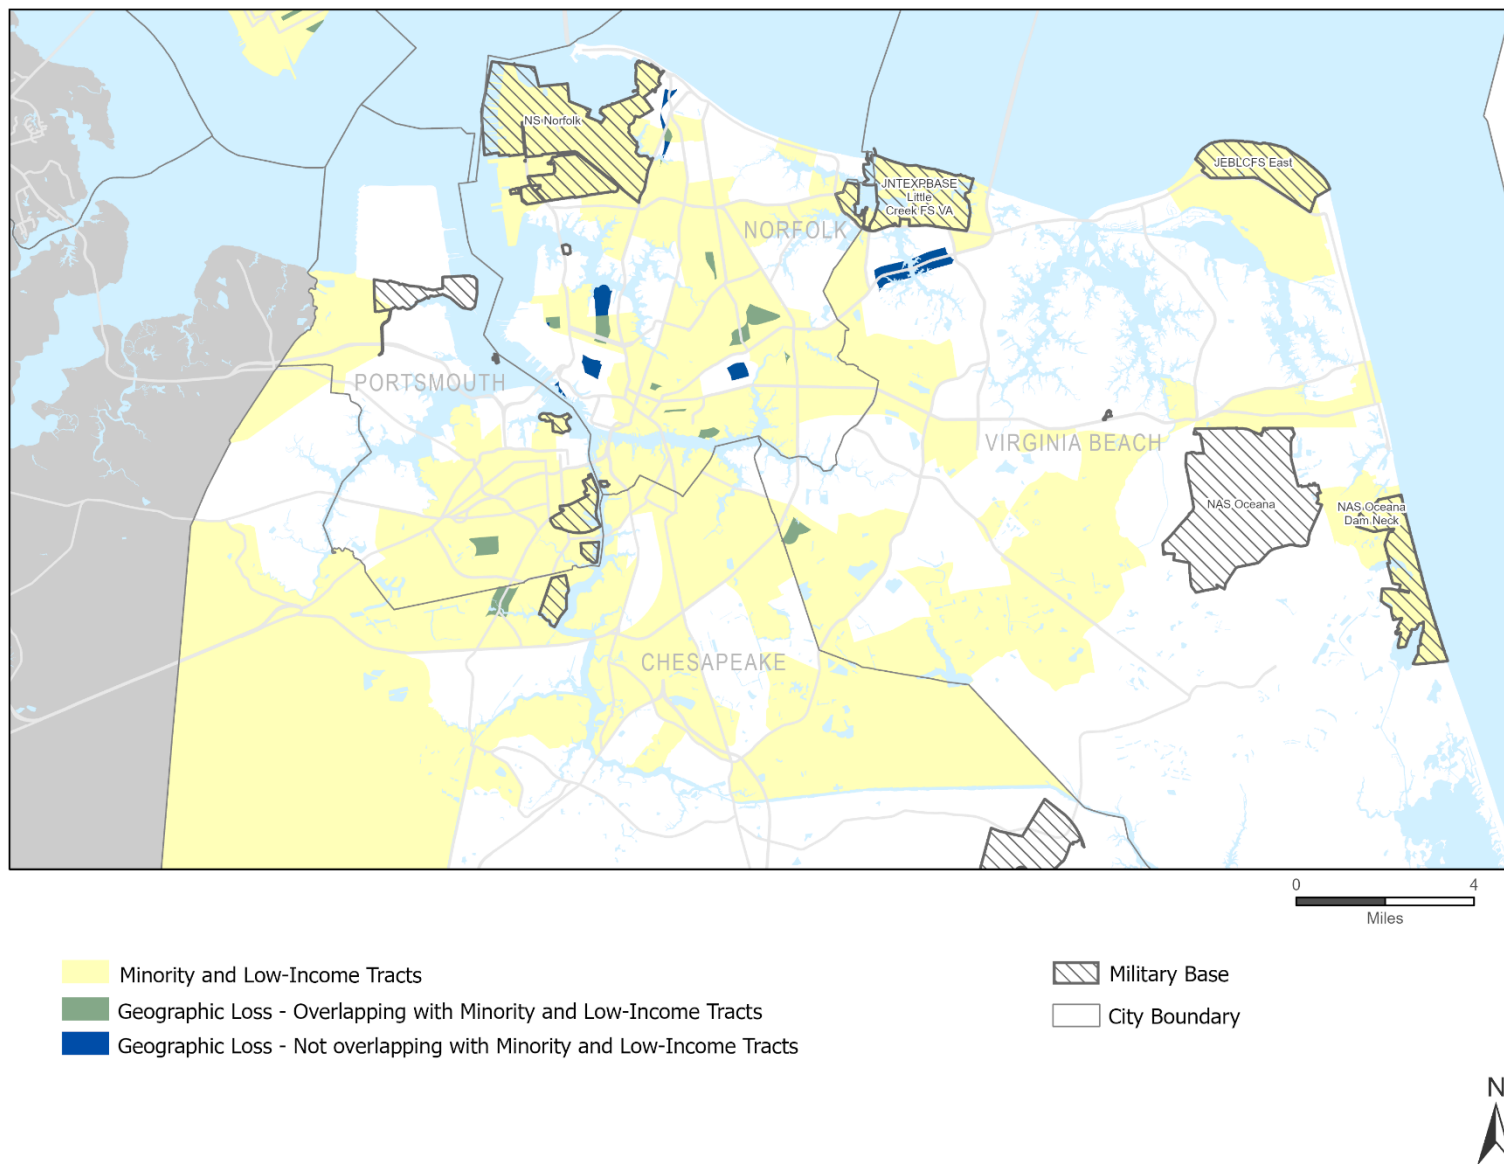 NS Norfolk
JEBLCFS East
JNTEXPBASE
Little
Creek FS VA
NORFOLK
PORTSMOUTH
VIRGINIA BEACH
NAS Oceana
NAS Oceana
Dam Neck
CHESAPEAKE
0 4
Miles
Minority and Low-Income Tracts
Geographic Loss - Overlapping with Minority and Low-Income Tracts
Geographic Loss - Not overlapping with Minority and Low-Income Tracts
Military Base
City Boundary
N